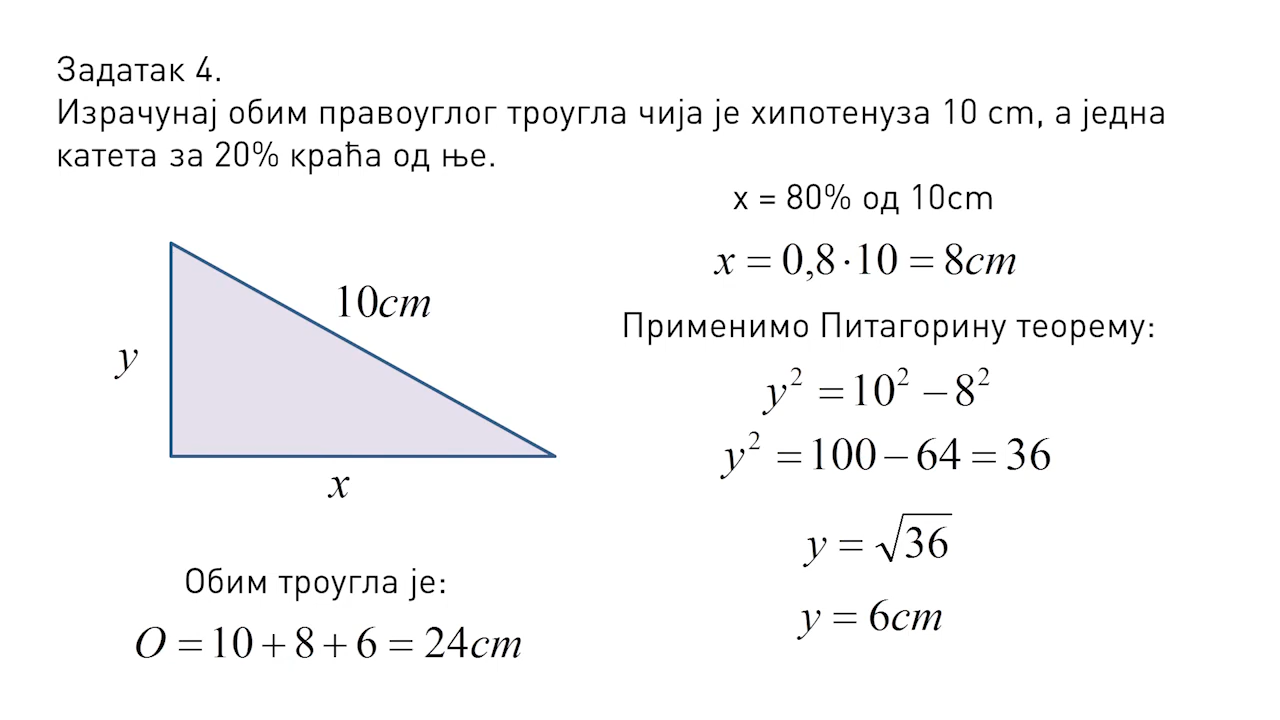 Задатак 4.
Израчунај обим правоуглог троугла чија је хипотенуза 10 cm, а једна
катета за 20% краћа од ње.
x = 80% од 10cm
x = 0,8 · 10 = 8cm
Применимо Питагорину теорему:
y² = 10² − 8²
y² = 100 − 64 = 36
y = √36
y = 6cm
10cm
y
x
Обим троугла је:
O = 10 + 8 + 6 = 24cm